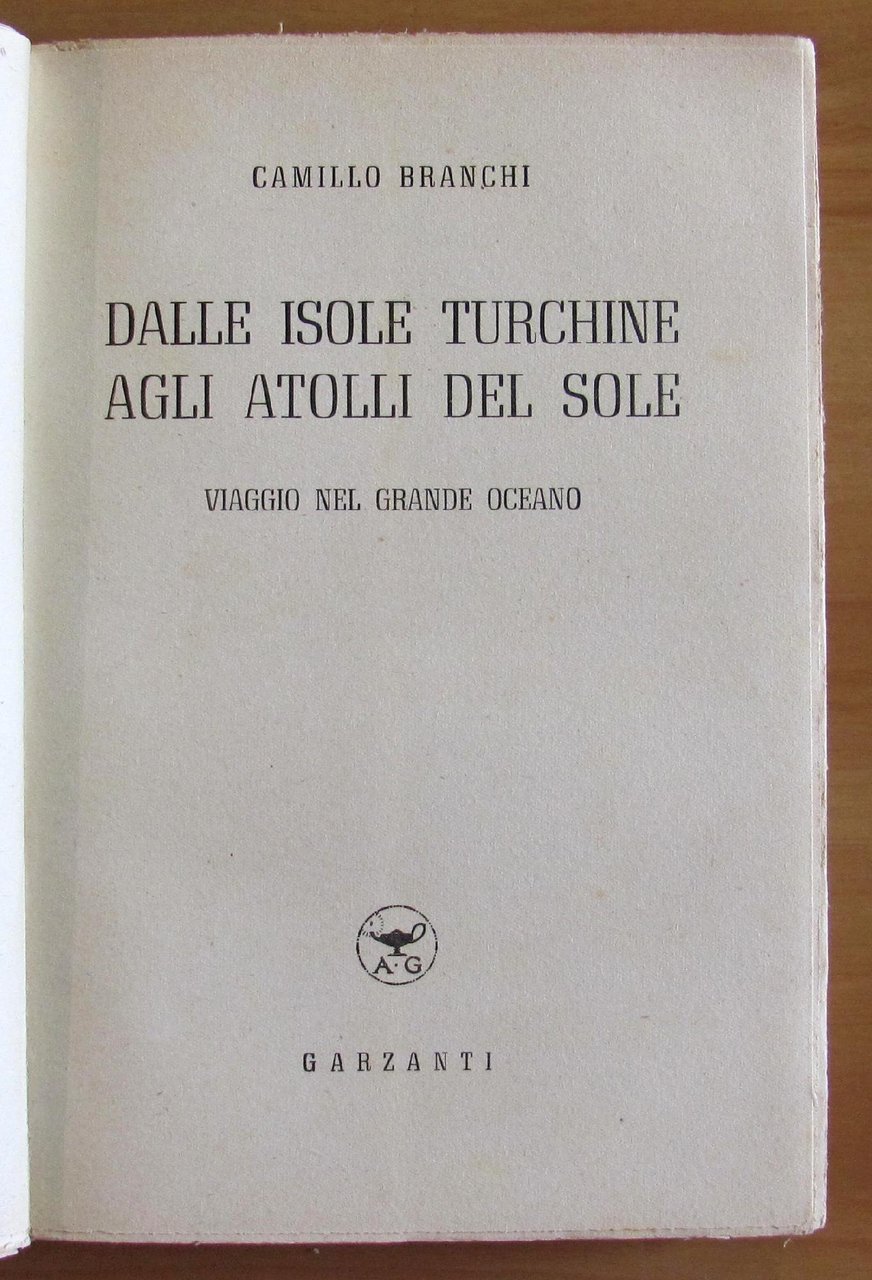 CAMILLO BRANCHI
DALLE ISOLE TURCHINE
AGLI ATOLLI DEL SOLE
VIAGGIO NEL GRANDE OCEANO
A·G
GARZANTI